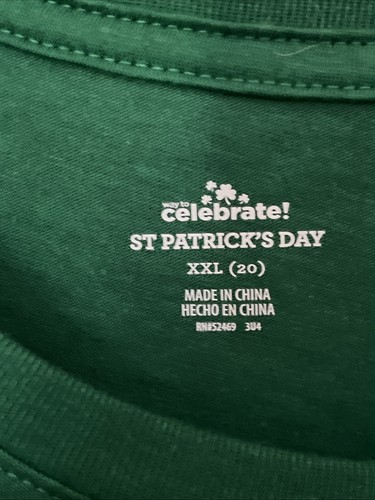 way to
celebrate!
ST PATRICK'S DAY
XXL (20)
MADE IN CHINA
HECHO EN CHINA
RN#52469 3U4